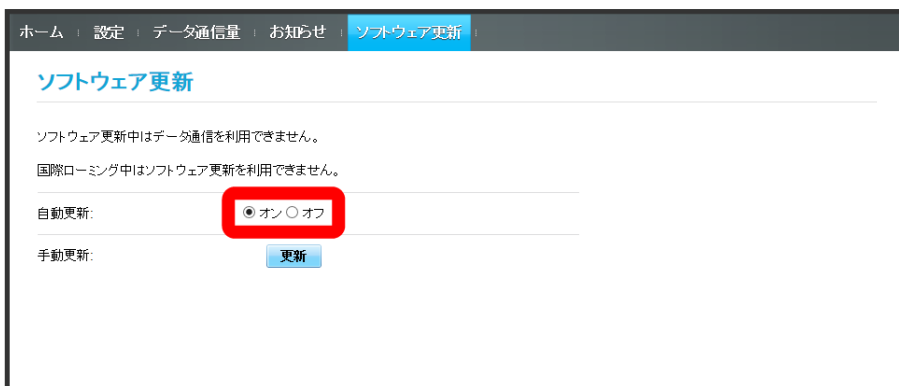 ホーム 設定 データ通信量 お知らせ ソフトウェア更新
ソフトウェア更新
ソフトウェア更新中はデータ通信を利用できません。
国際ローミング中はソフトウェア更新を利用できません。
自動更新: オン オフ
手動更新: 更新